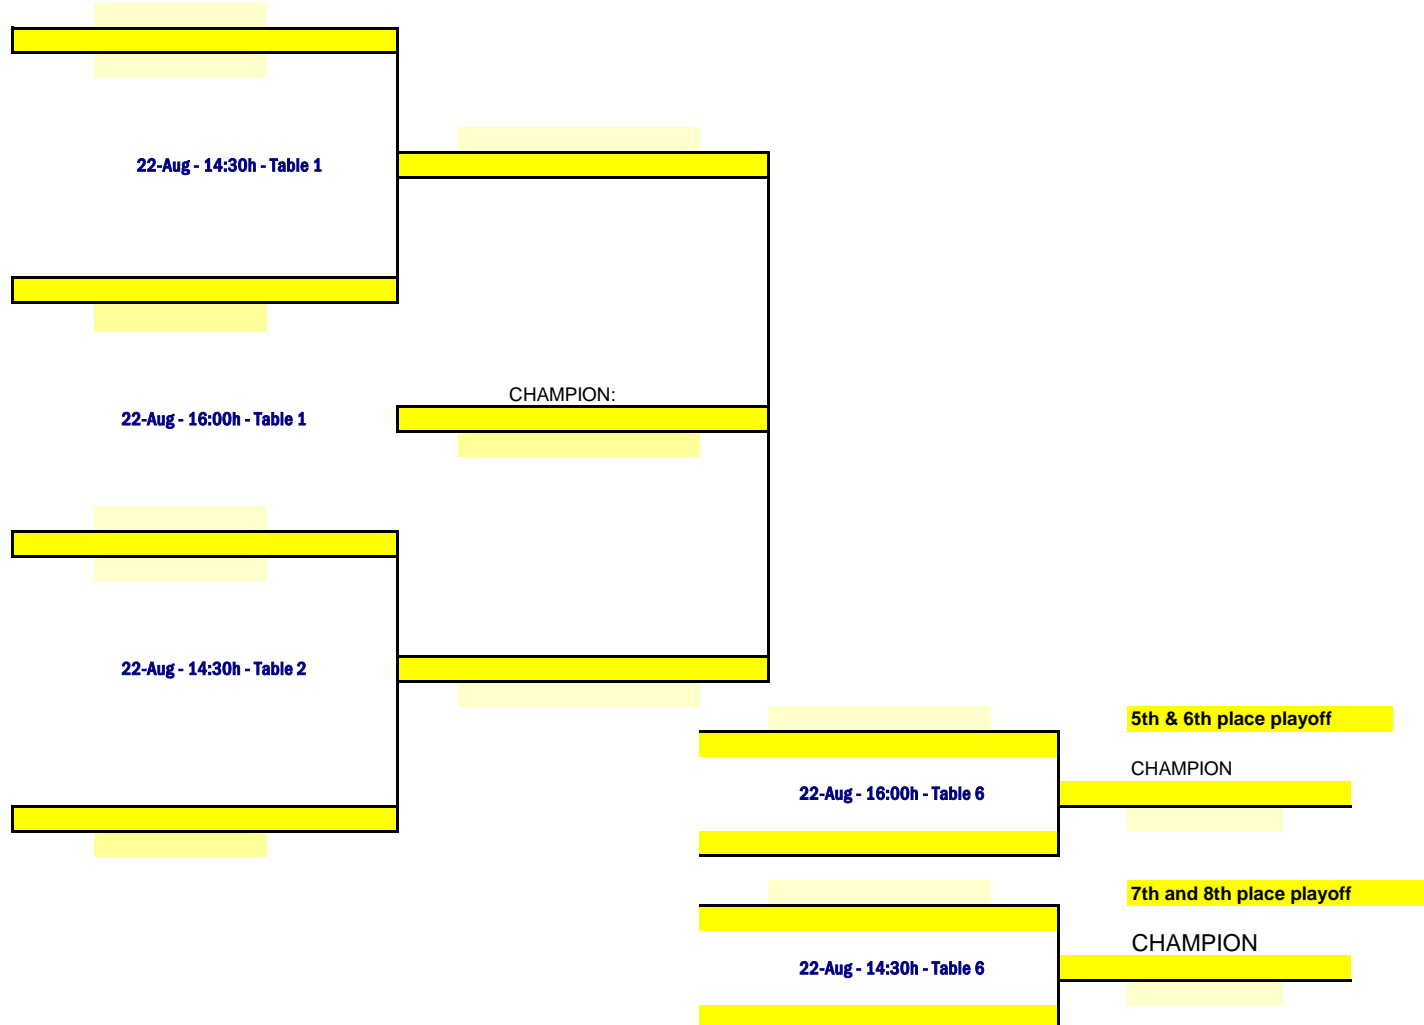 22-Aug - 14:30h - Table 1
CHAMPION:
22-Aug - 16:00h - Table 1
22-Aug - 14:30h - Table 2
5th & 6th place playoff
CHAMPION
22-Aug - 16:00h - Table 6
7th and 8th place playoff
CHAMPION
22-Aug - 14:30h - Table 6